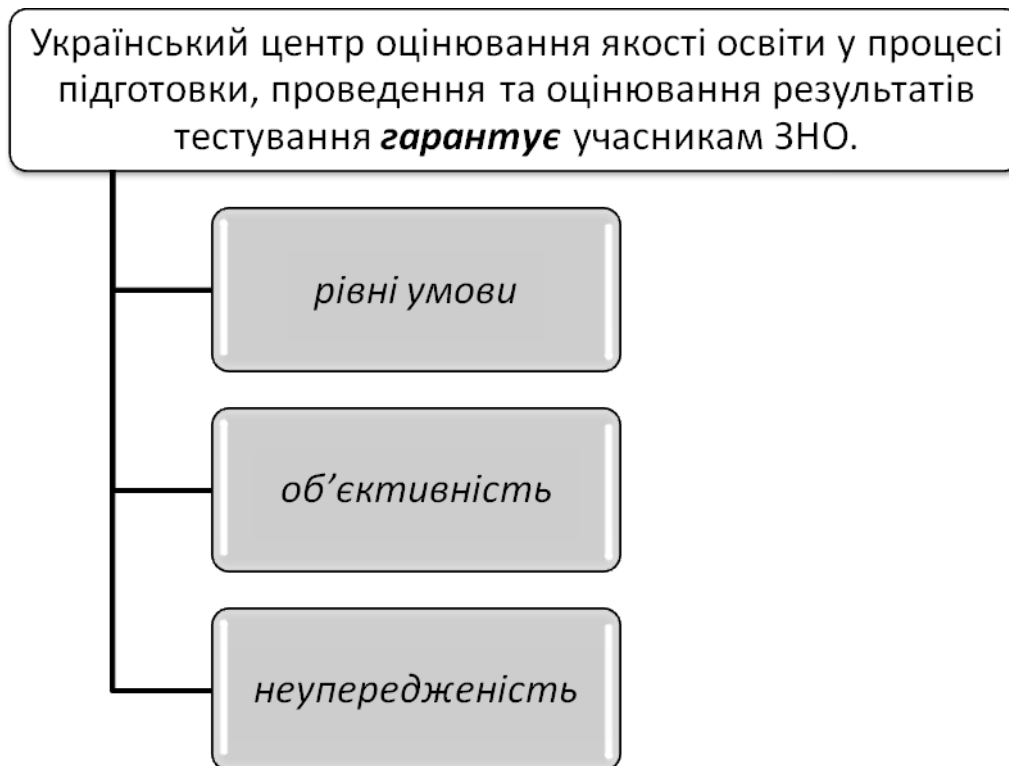 Український центр оцінювання якості освіти у процесі
підготовки, проведення та оцінювання результатів
тестування гарантує учасникам ЗНО.
рівні умови
об’єктивність
неупередженість